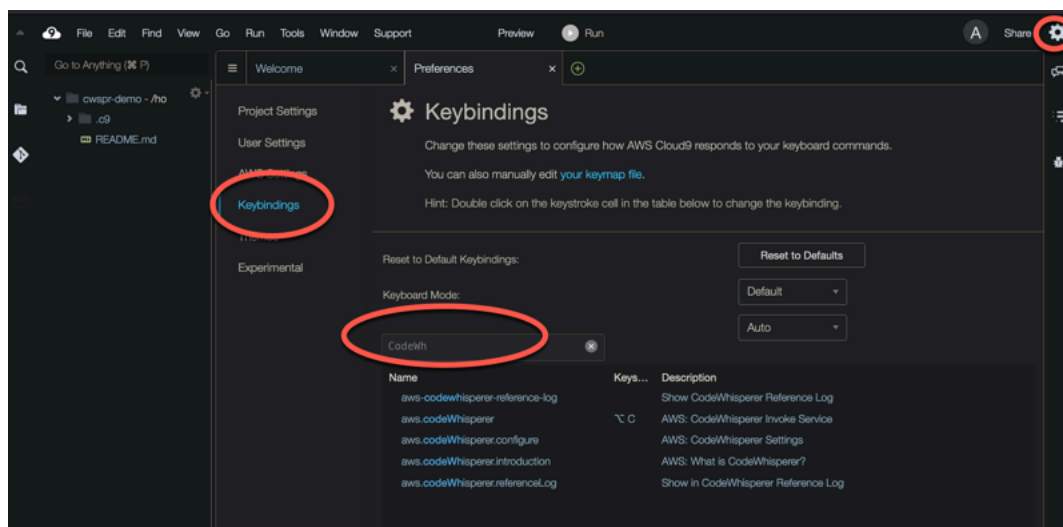 File Edit Find View Go Run Tools Window Support Preview Run A Share
Go to Anything (⌘ P)
Welcome
Preferences
cwspr-demo - /ho
.c9
README.md
Project Settings
User Settings
AWS Settings
Keybindings
Themes
Experimental
Keybindings
Change these settings to configure how AWS Cloud9 responds to your keyboard commands.
You can also manually edit your keymap file.
Hint: Double click on the keystroke cell in the table below to change the keybinding.
Reset to Default Keybindings: Reset to Defaults
Keyboard Mode: Default
Auto
CodeWh
Name Keys... Description
aws-codewhisperer-reference-log Show CodeWhisperer Reference Log
aws.codeWhisperer ⌥ C AWS: CodeWhisperer Invoke Service
aws.codeWhisperer.configure AWS: CodeWhisperer Settings
aws.codeWhisperer.introduction AWS: What is CodeWhisperer?
aws.codeWhisperer.referenceLog Show in CodeWhisperer Reference Log